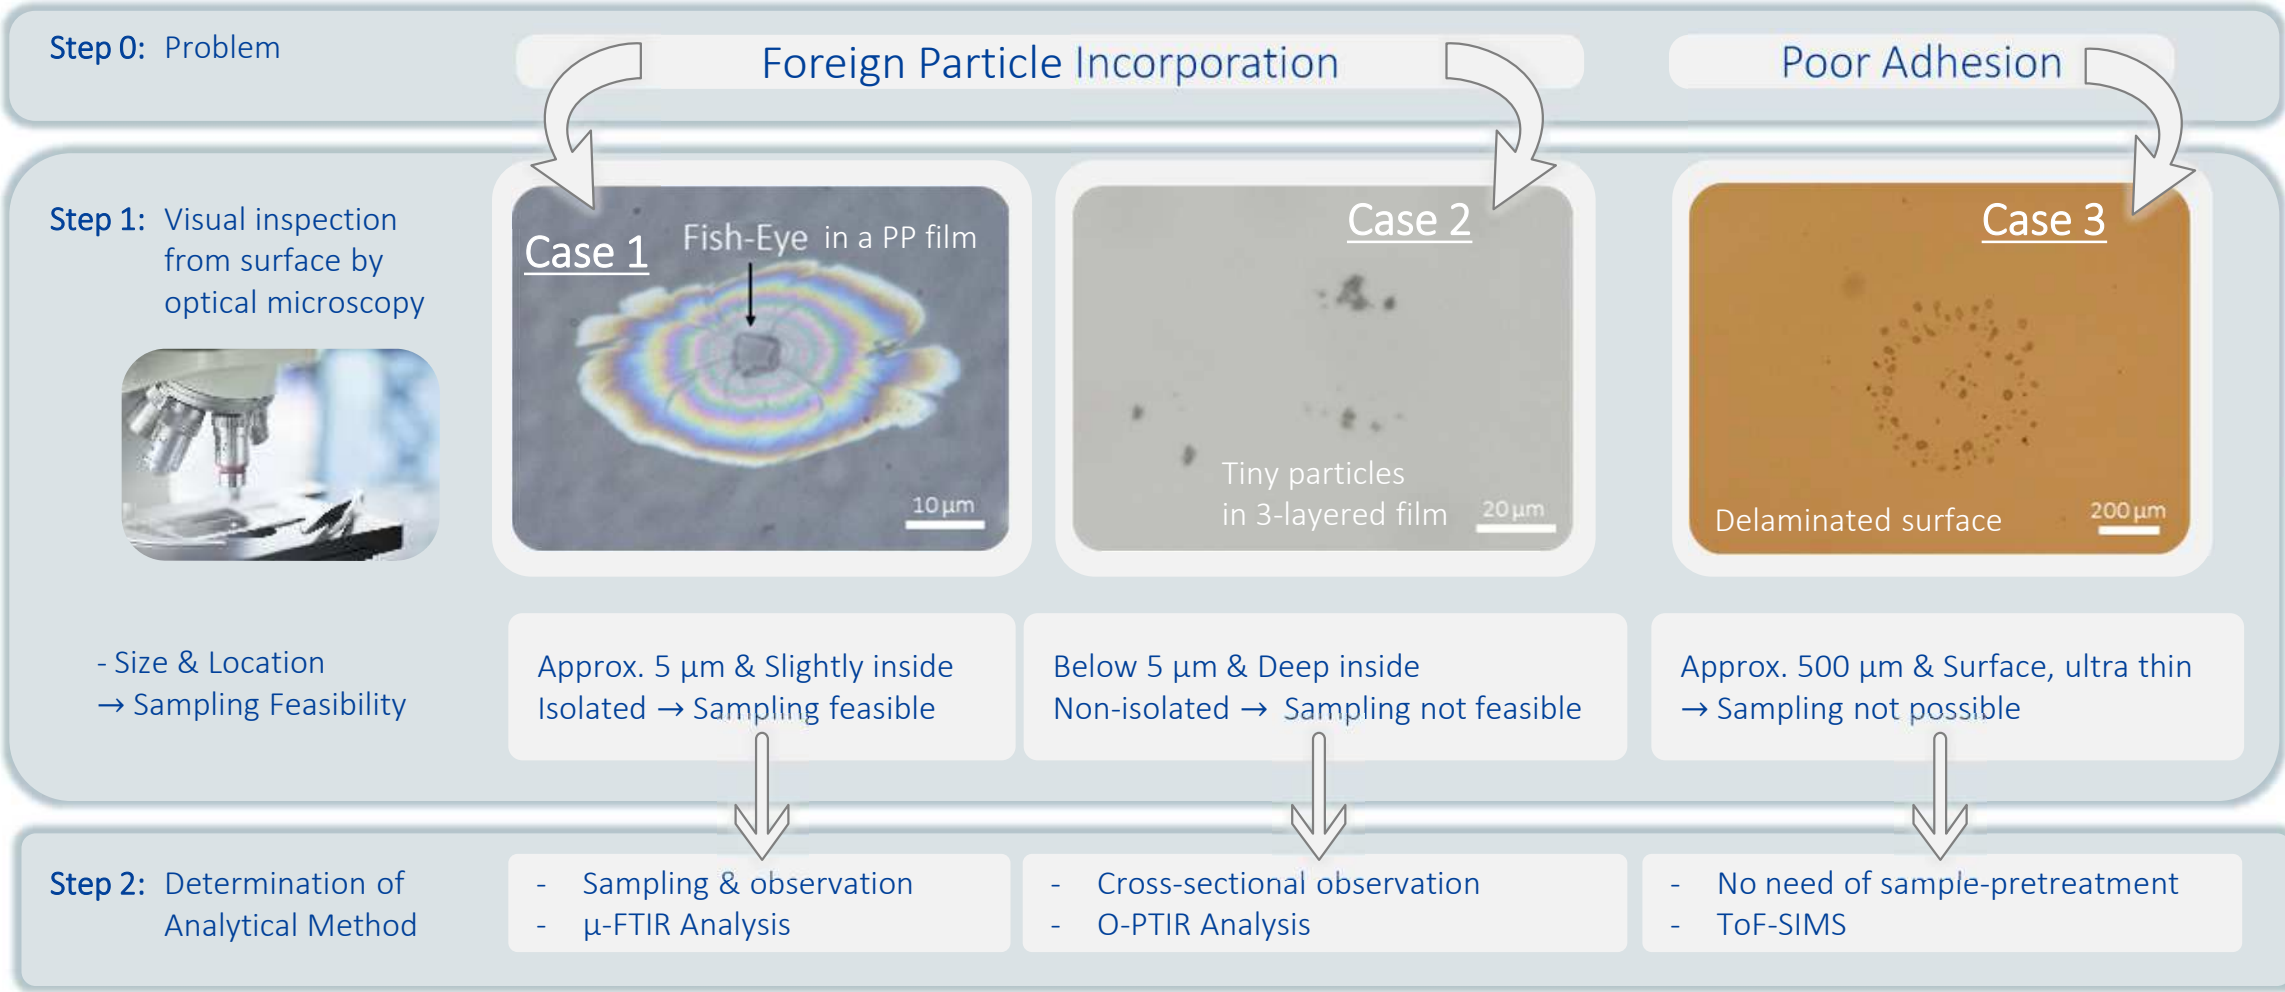 Step 0: Problem
Foreign Particle Incorporation
Poor Adhesion
Step 1: Visual inspection
from surface by
optical microscopy
Case 1
Fish-Eye in a PP film
10 µm
Case 2
Tiny particles
in 3-layered film
20 µm
Case 3
Delaminated surface
200 µm
- Size & Location
→ Sampling Feasibility
Approx. 5 µm & Slightly inside
Isolated → Sampling feasible
Below 5 µm & Deep inside
Non-isolated → Sampling not feasible
Approx. 500 µm & Surface, ultra thin
→ Sampling not possible
Step 2: Determination of
Analytical Method
- Sampling & observation
- µ-FTIR Analysis
- Cross-sectional observation
- O-PTIR Analysis
- No need of sample-pretreatment
- ToF-SIMS